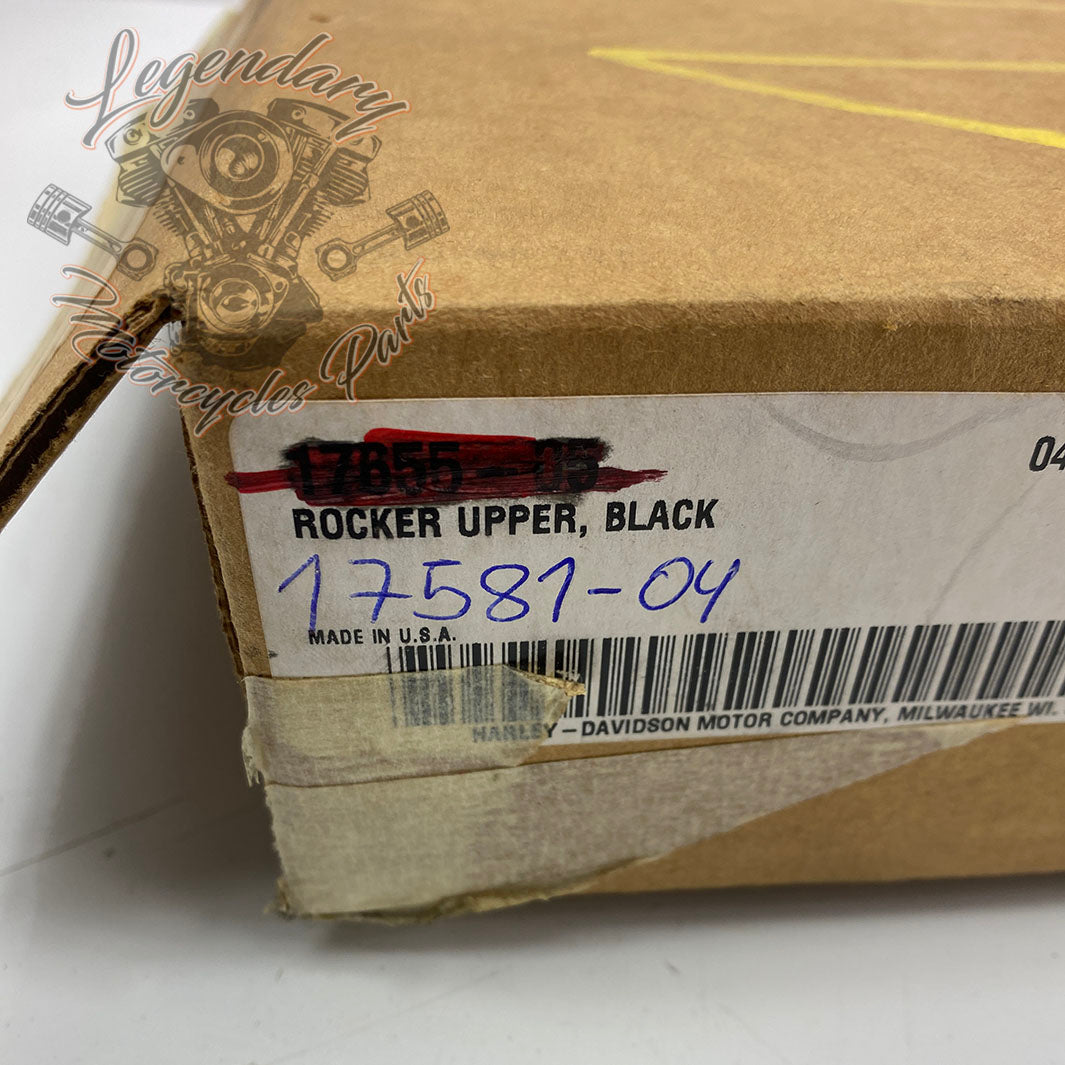 Legendary
Motorcycles Parts
17655-05
04
ROCKER UPPER, BLACK
17581-04
MADE IN U.S.A.
HARLEY-DAVIDSON MOTOR COMPANY, MILWAUKEE WI.